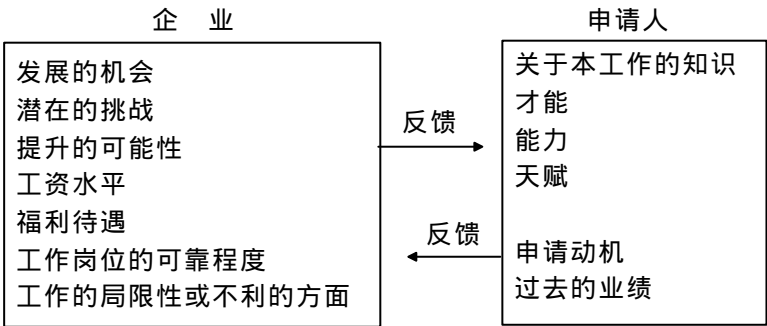 企 业
发展的机会
潜在的挑战
提升的可能性
工资水平
福利待遇
工作岗位的可靠程度
工作的局限性或不利的方面
反馈
反馈
申请人
关于本工作的知识
才能
能力
天赋
申请动机
过去的业绩